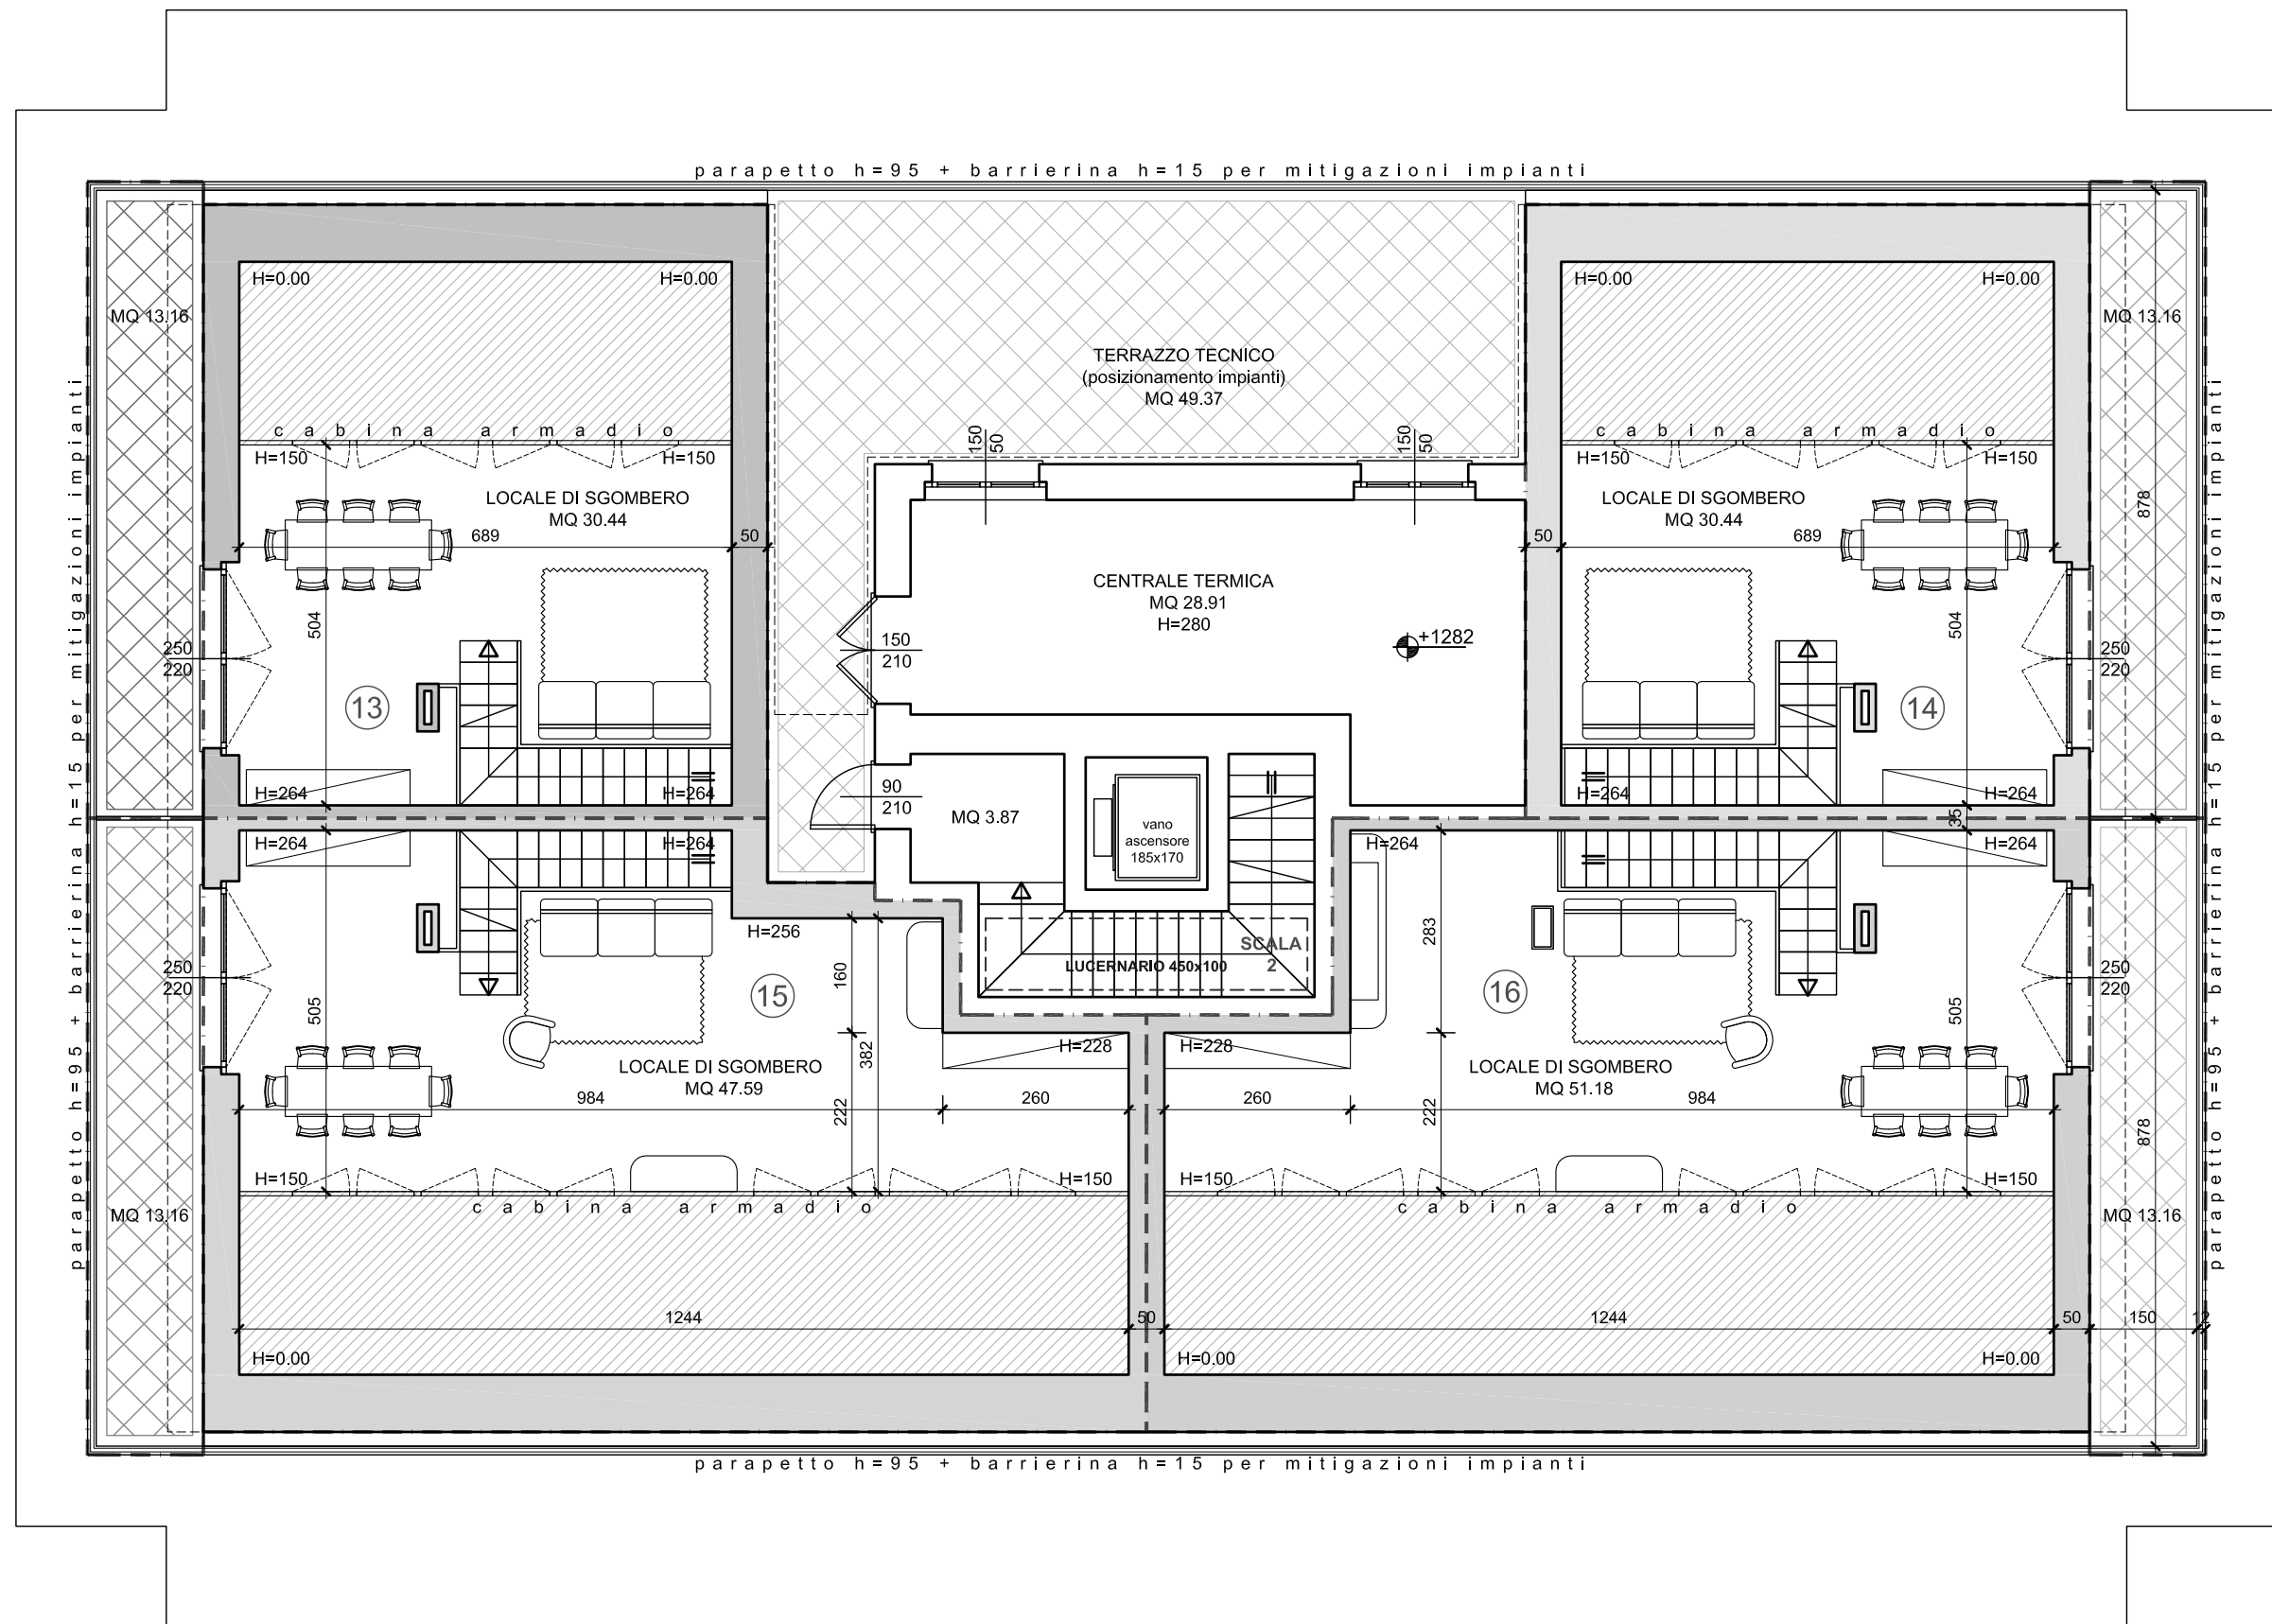 parapetto h=95 + barrierina h=15 per mitigazioni impianti
H=0.00
H=0.00
H=0.00
H=0.00
MQ 13.16
MQ 13.16
TERRAZZO TECNICO
(posizionamento impianti)
MQ 49.37
parapetto h=95 + barrierina h=15 per mitigazioni impianti
parapetto h=95 + barrierina h=15 per mitigazioni impianti
cabina armadio
cabina armadio
H=150
H=150
150
50
150
50
H=150
H=150
LOCALE DI SGOMBERO
MQ 30.44
LOCALE DI SGOMBERO
MQ 30.44
878
689
50
50
689
CENTRALE TERMICA
MQ 28.91
H=280
504
504
+1282
150
210
250
220
250
220
13
14
H=264
H=264
90
210
MQ 3.87
vano
ascensore
185x170
H=264
H=264
35
H=264
H=264
H=264
H=264
H=256
283
SCALA
2
LUCERNARIO 450x100
160
15
16
250
220
250
220
505
505
382
H=228
H=228
LOCALE DI SGOMBERO
MQ 47.59
LOCALE DI SGOMBERO
MQ 51.18
984
260
260
984
222
222
878
H=150
H=150
H=150
H=150
cabina armadio
cabina armadio
MQ 13.16
MQ 13.16
1244
50
1244
50
150
12
H=0.00
H=0.00
H=0.00
parapetto h=95 + barrierina h=15 per mitigazioni impianti